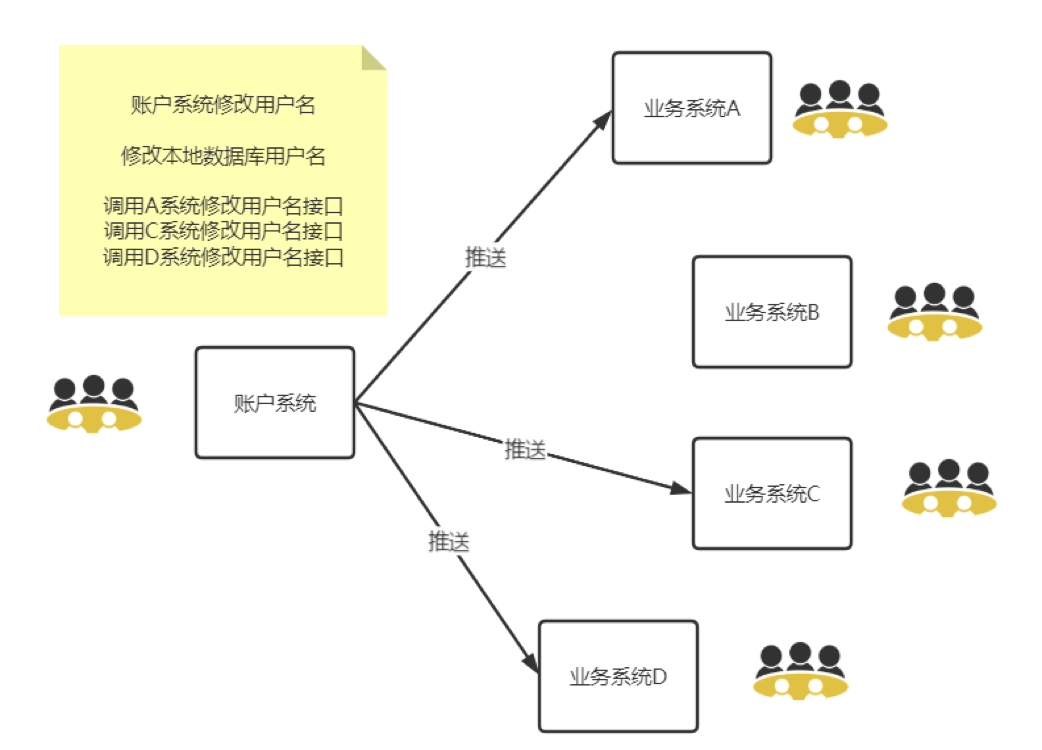 账户系统修改用户名
修改本地数据库用户名
调用A系统修改用户名接口
调用C系统修改用户名接口
调用D系统修改用户名接口
业务系统A
推送
业务系统B
账户系统
推送
业务系统C
推送
业务系统D